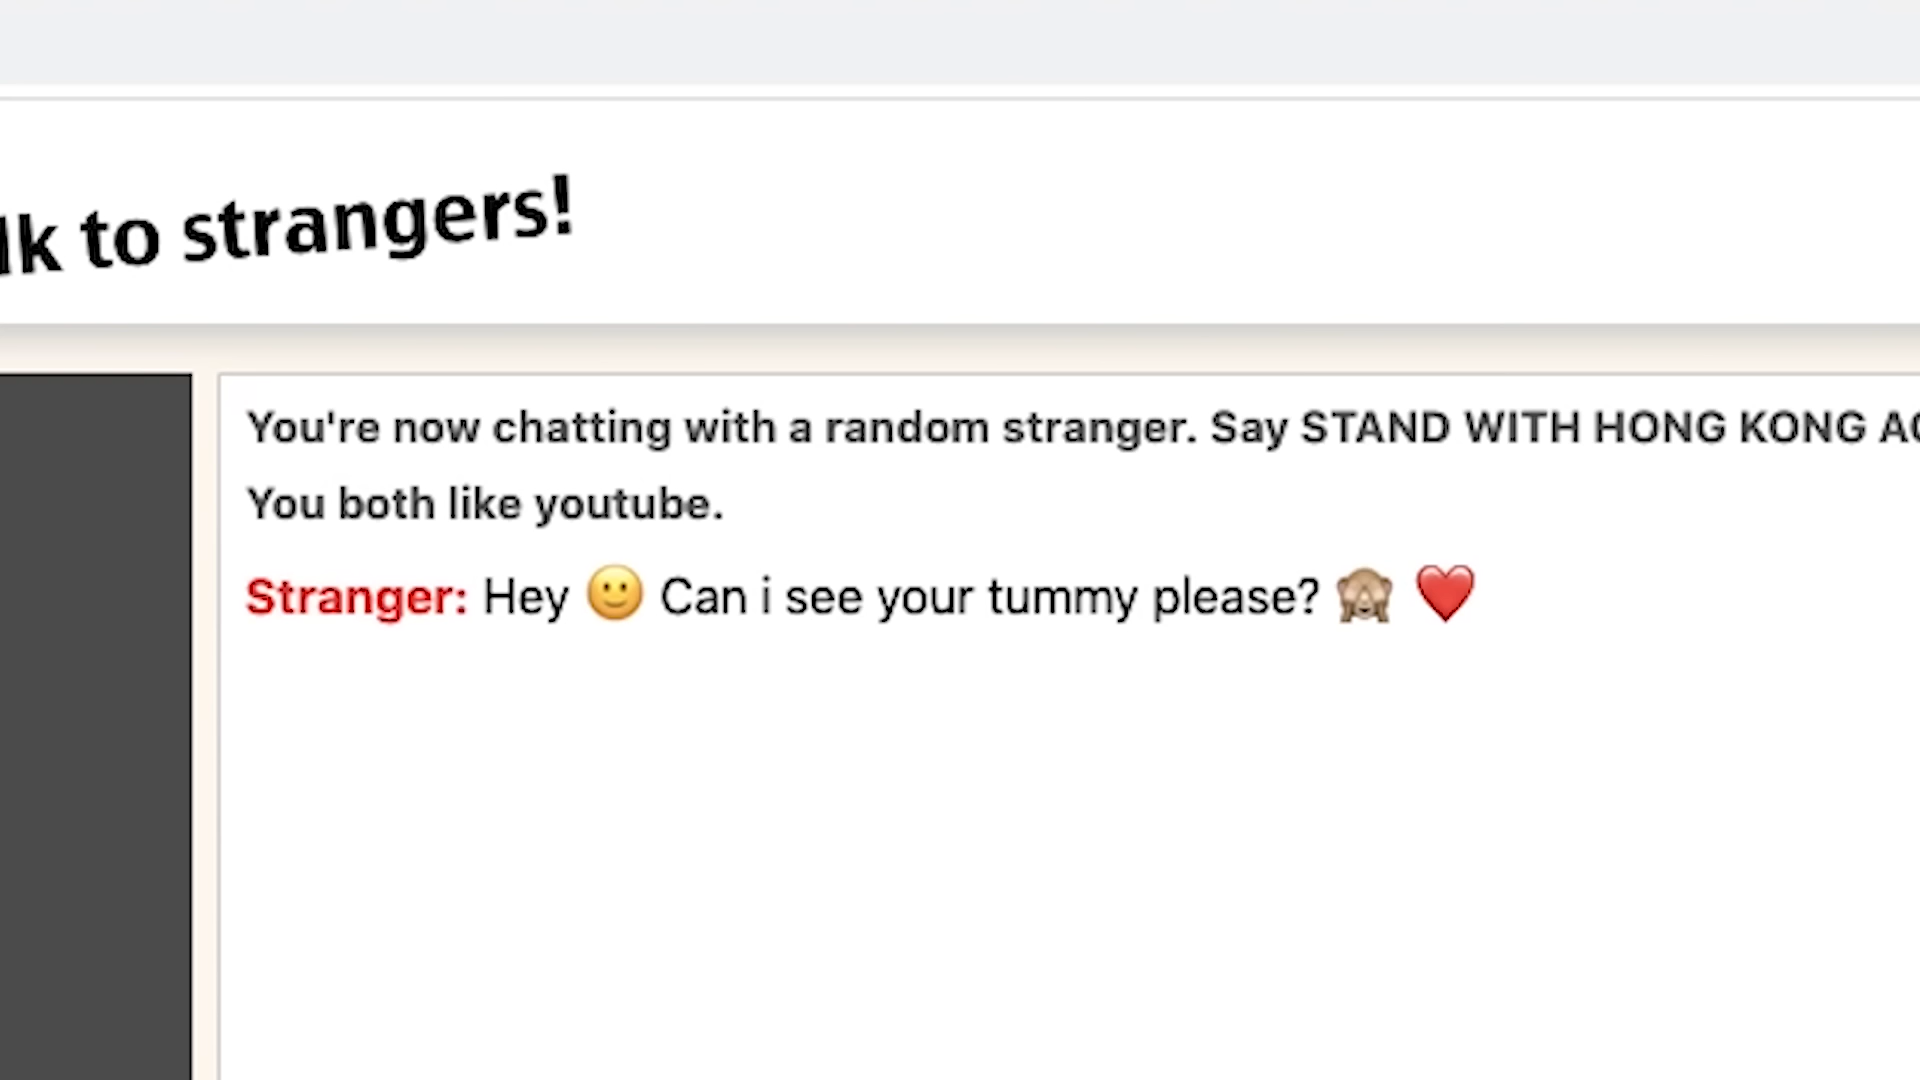 to strangers!
You're now chatting with a random stranger. Say STAND WITH HONG KONG
You both like youtube.
Stranger: Hey 🙂 Can i see your tummy please? 🙈 ❤️